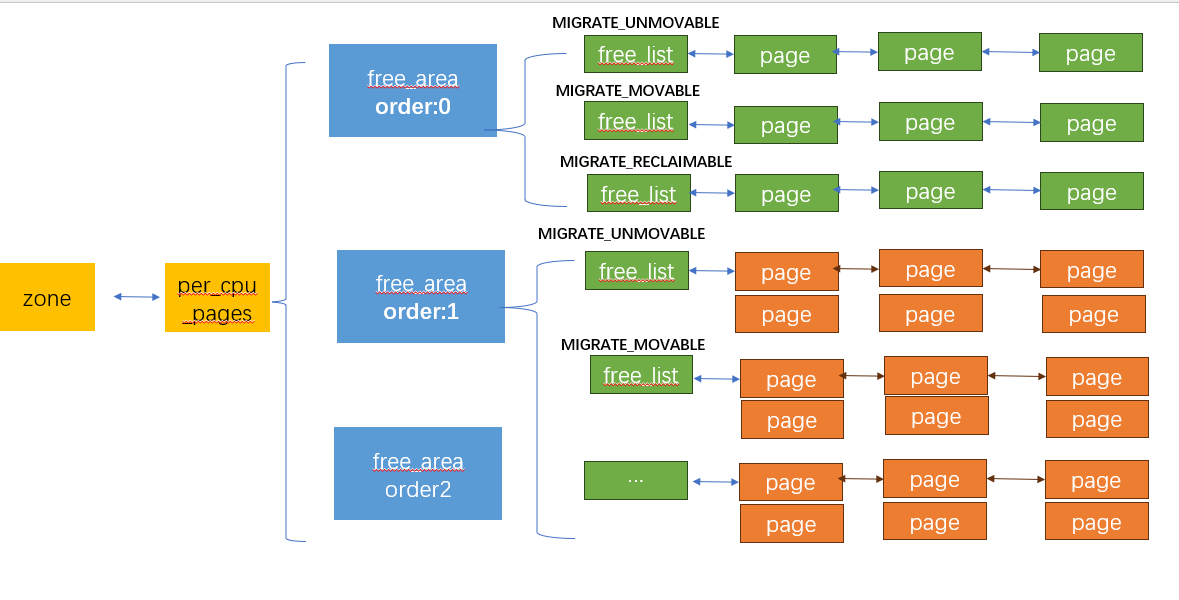 zone
per_cpu
_pages
free_area
order:0
MIGRATE_UNMOVABLE
free_list page page page
MIGRATE_MOVABLE
free_list page page page
MIGRATE_RECLAIMABLE
free_list page page page
free_area
order:1
MIGRATE_UNMOVABLE
free_list page page page
page page page
MIGRATE_MOVABLE
free_list page page page
page page page
... page page page
page page page
free_area
order2